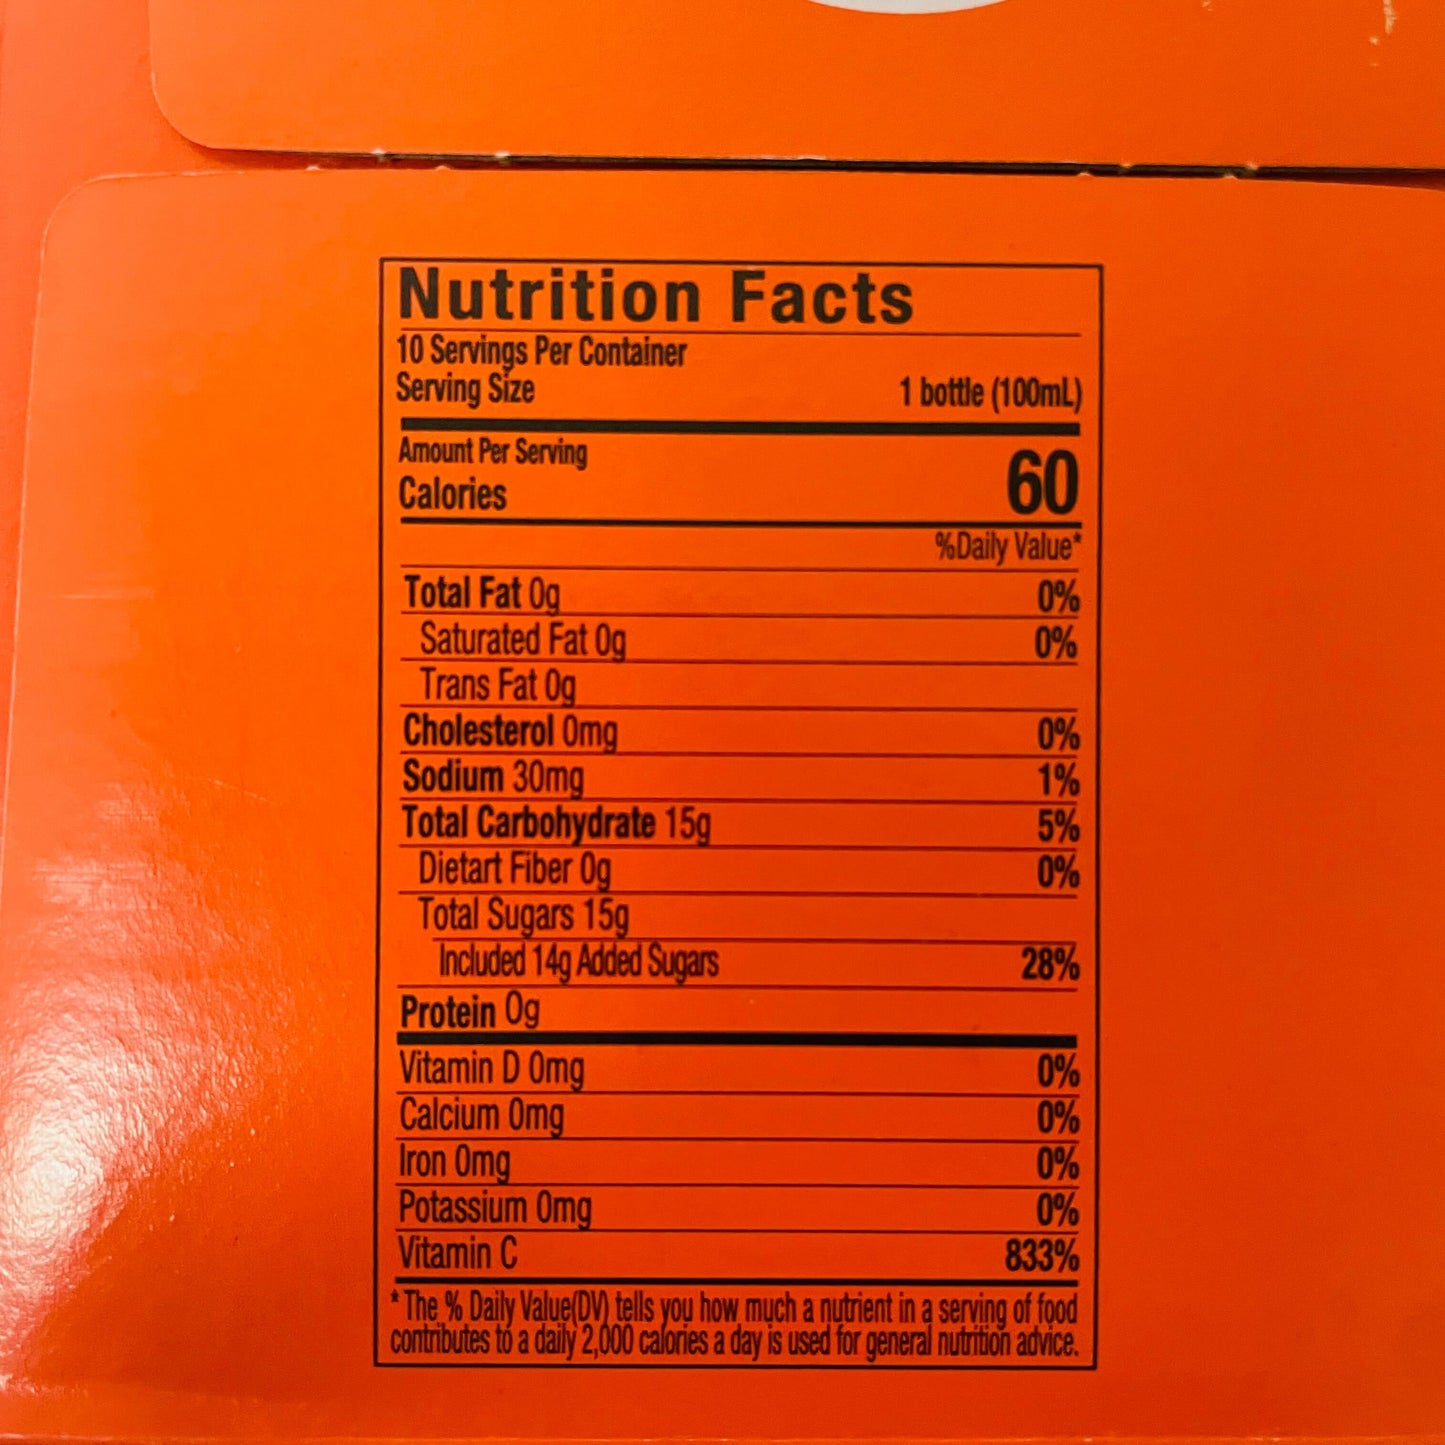 Nutrition Facts
10 Servings Per Container
Serving Size 1 bottle (100mL)
Amount Per Serving
Calories 60
%Daily Value*
Total Fat 0g 0%
Saturated Fat 0g 0%
Trans Fat 0g
Cholesterol 0mg 0%
Sodium 30mg 1%
Total Carbohydrate 15g 5%
Dietart Fiber 0g 0%
Total Sugars 15g
Included 14g Added Sugars 28%
Protein 0g
Vitamin D 0mg 0%
Calcium 0mg 0%
Iron 0mg 0%
Potassium 0mg 0%
Vitamin C 833%
* The % Daily Value(DV) tells you how much a nutrient in a serving of food
contributes to a daily 2,000 calories a day is used for general nutrition advice.